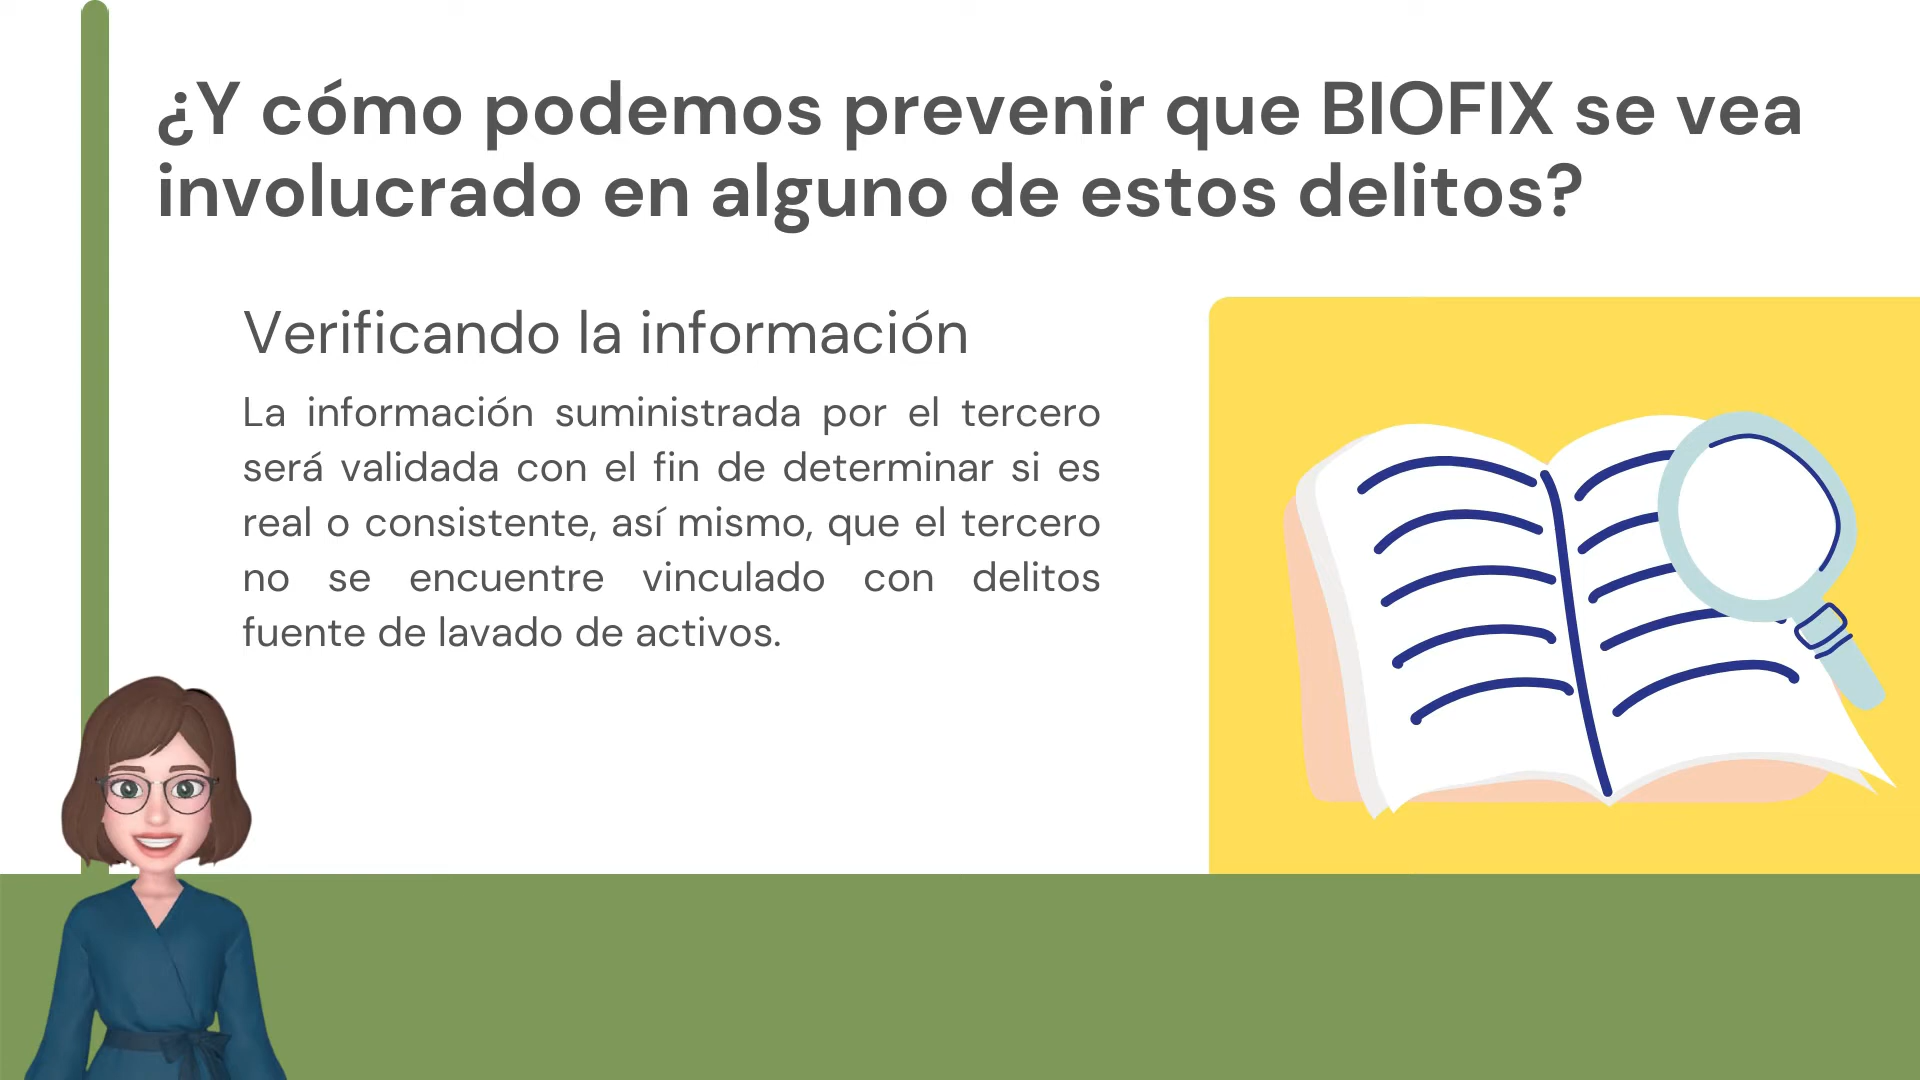 ¿Y cómo podemos prevenir que BIOFIX se vea
involucrado en alguno de estos delitos?
Verificando la información
La información suministrada por el tercero
será validada con el fin de determinar si es
real o consistente, así mismo, que el tercero
no se encuentre vinculado con delitos
fuente de lavado de activos.